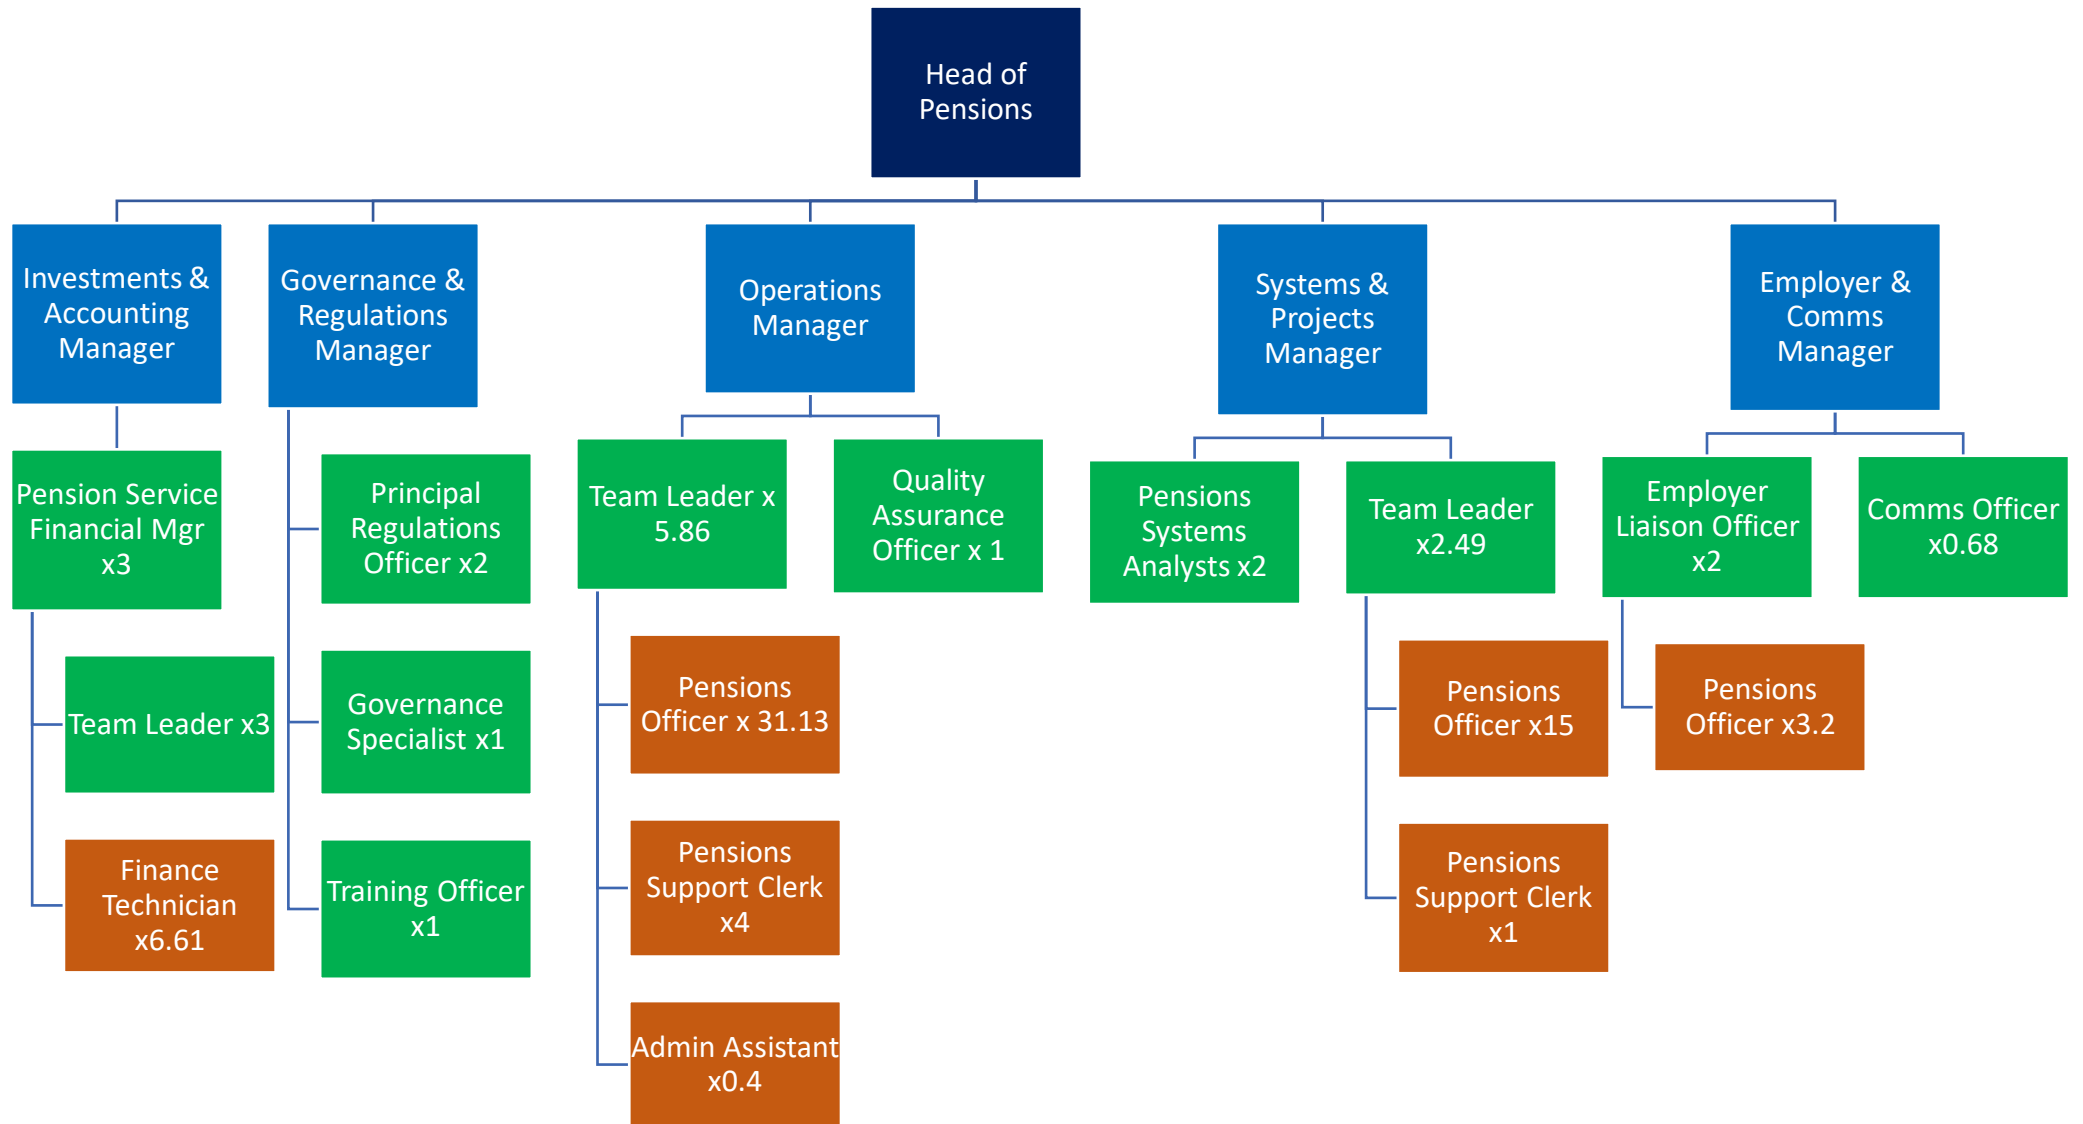 Head of
Pensions
Investments &
Accounting
Manager
Governance &
Regulations
Manager
Operations
Manager
Systems &
Projects
Manager
Employer &
Comms
Manager
Pension Service
Financial Mgr
x3
Principal
Regulations
Officer x2
Team Leader x
5.86
Quality
Assurance
Officer x 1
Pensions
Systems
Analysts x2
Team Leader
x2.49
Employer
Liaison Officer
x2
Comms Officer
x0.68
Team Leader x3
Governance
Specialist x1
Pensions
Officer x 31.13
Pensions
Officer x15
Pensions
Officer x3.2
Finance
Technician
x6.61
Training Officer
x1
Pensions
Support Clerk
x4
Pensions
Support Clerk
x1
Admin Assistant
x0.4